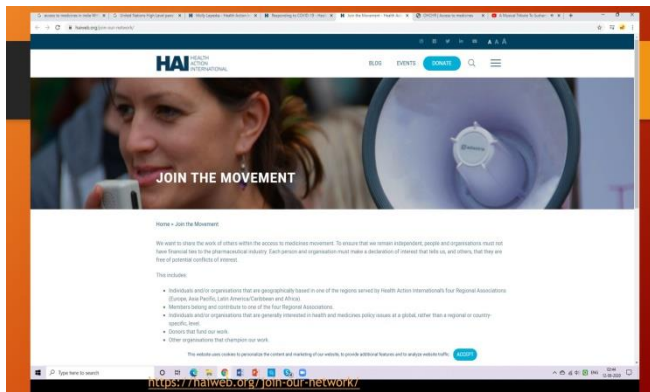 haiweb.org/join-our-network/
HAI HEALTH ACTION INTERNATIONAL
BLOG EVENTS DONATE
JOIN THE MOVEMENT
Home » Join the Movement
We want to share the work of others within the access to medicines movement. To ensure that we remain independent, people and organisations must not
have financial ties to the pharmaceutical industry. Each person and organisation must make a declaration of interest that tells us, and others, that they are
free of potential conflicts of interest.
This includes:
Individuals and/or organisations that are geographically based in one of the regions served by Health Action International's four Regional Associations
(Europe, Asia Pacific, Latin America/Caribbean and Africa).
Members belong and contribute to one of the four Regional Associations.
Individuals and/or organisations that are generally interested in health and medicines policy issues at a global, rather than a regional or country-
specific, level.
Donors that fund our work.
Other organisations that champion our work.
This website uses cookies to personalize the content and marketing of our website, to provide additional features and to analyze website traffic. ACCEPT
Type here to search
ENG
https://haiweb.org/join-our-network/